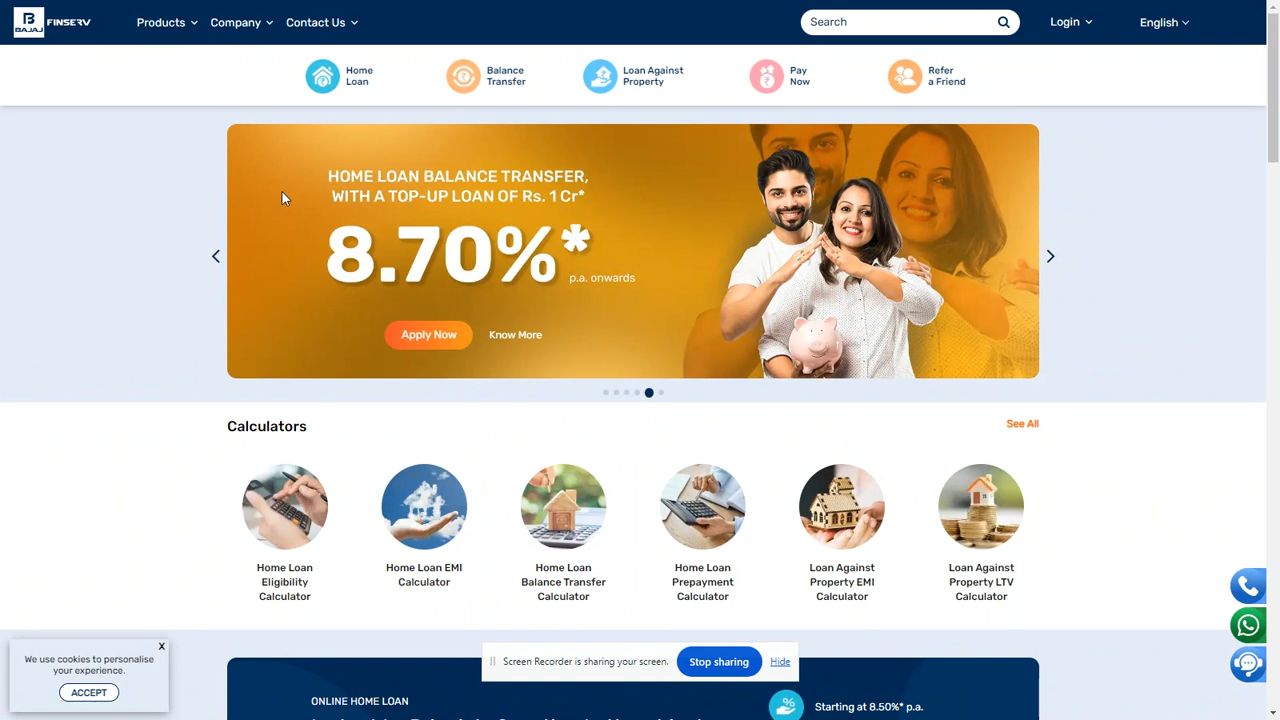 BAJAJ FINSERV
Products
Company
Contact Us
Search
Login
English
Home
Loan
Balance
Transfer
Loan Against
Property
Pay
Now
Refer
a Friend
HOME LOAN BALANCE TRANSFER,
WITH A TOP-UP LOAN OF Rs. 1 Cr*
8.70%*
p.a. onwards
Apply Now
Know More
Calculators
See All
Home Loan
Eligibility
Calculator
Home Loan EMI
Calculator
Home Loan
Balance Transfer
Calculator
Home Loan
Prepayment
Calculator
Loan Against
Property EMI
Calculator
Loan Against
Property LTV
Calculator
X
We use cookies to personalise
your experience.
ACCEPT
Screen Recorder is sharing your screen.
Stop sharing
Hide
ONLINE HOME LOAN
Starting at 8.50%* p.a.